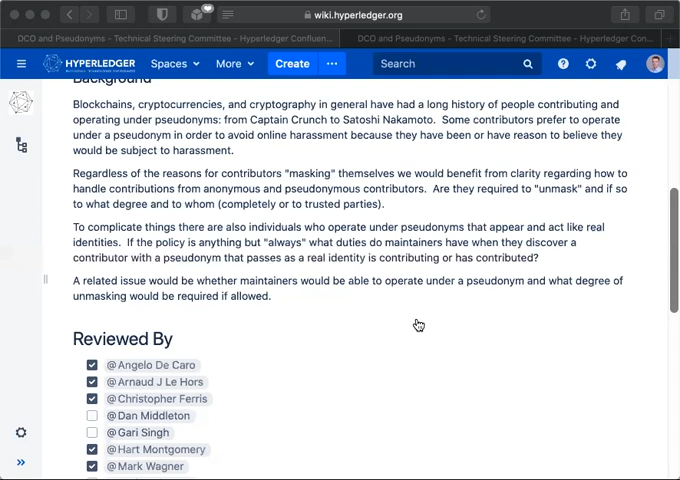 wiki.hyperledger.org
DCO and Pseudonyms - Technical Steering Committee - Hyperledger Confluen...
DCO and Pseudonyms - Technical Steering Committee - Hyperledger Con...
HYPERLEDGER
Spaces
More
Create
Search
Background
Blockchains, cryptocurrencies, and cryptography in general have had a long history of people contributing and
operating under pseudonyms: from Captain Crunch to Satoshi Nakamoto. Some contributors prefer to operate
under a pseudonym in order to avoid online harassment because they have been or have reason to believe they
would be subject to harassment.
Regardless of the reasons for contributors "masking" themselves we would benefit from clarity regarding how to
handle contributions from anonymous and pseudonymous contributors. Are they required to "unmask" and if so
to what degree and to whom (completely or to trusted parties).
To complicate things there are also individuals who operate under pseudonyms that appear and act like real
identities. If the policy is anything but "always" what duties do maintainers have when they discover a
contributor with a pseudonym that passes as a real identity is contributing or has contributed?
A related issue would be whether maintainers would be able to operate under a pseudonym and what degree of
unmasking would be required if allowed.
Reviewed By
@Angelo De Caro
@Arnaud J Le Hors
@Christopher Ferris
@Dan Middleton
@Gari Singh
@Hart Montgomery
@Mark Wagner